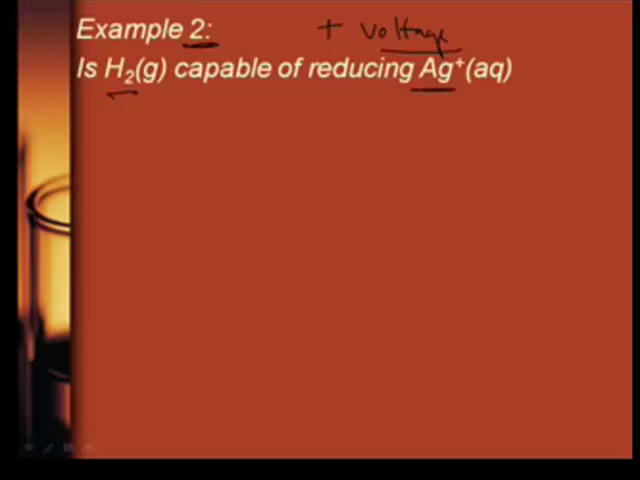 Example 2: + voltage
Is H₂(g) capable of reducing Ag⁺(aq)